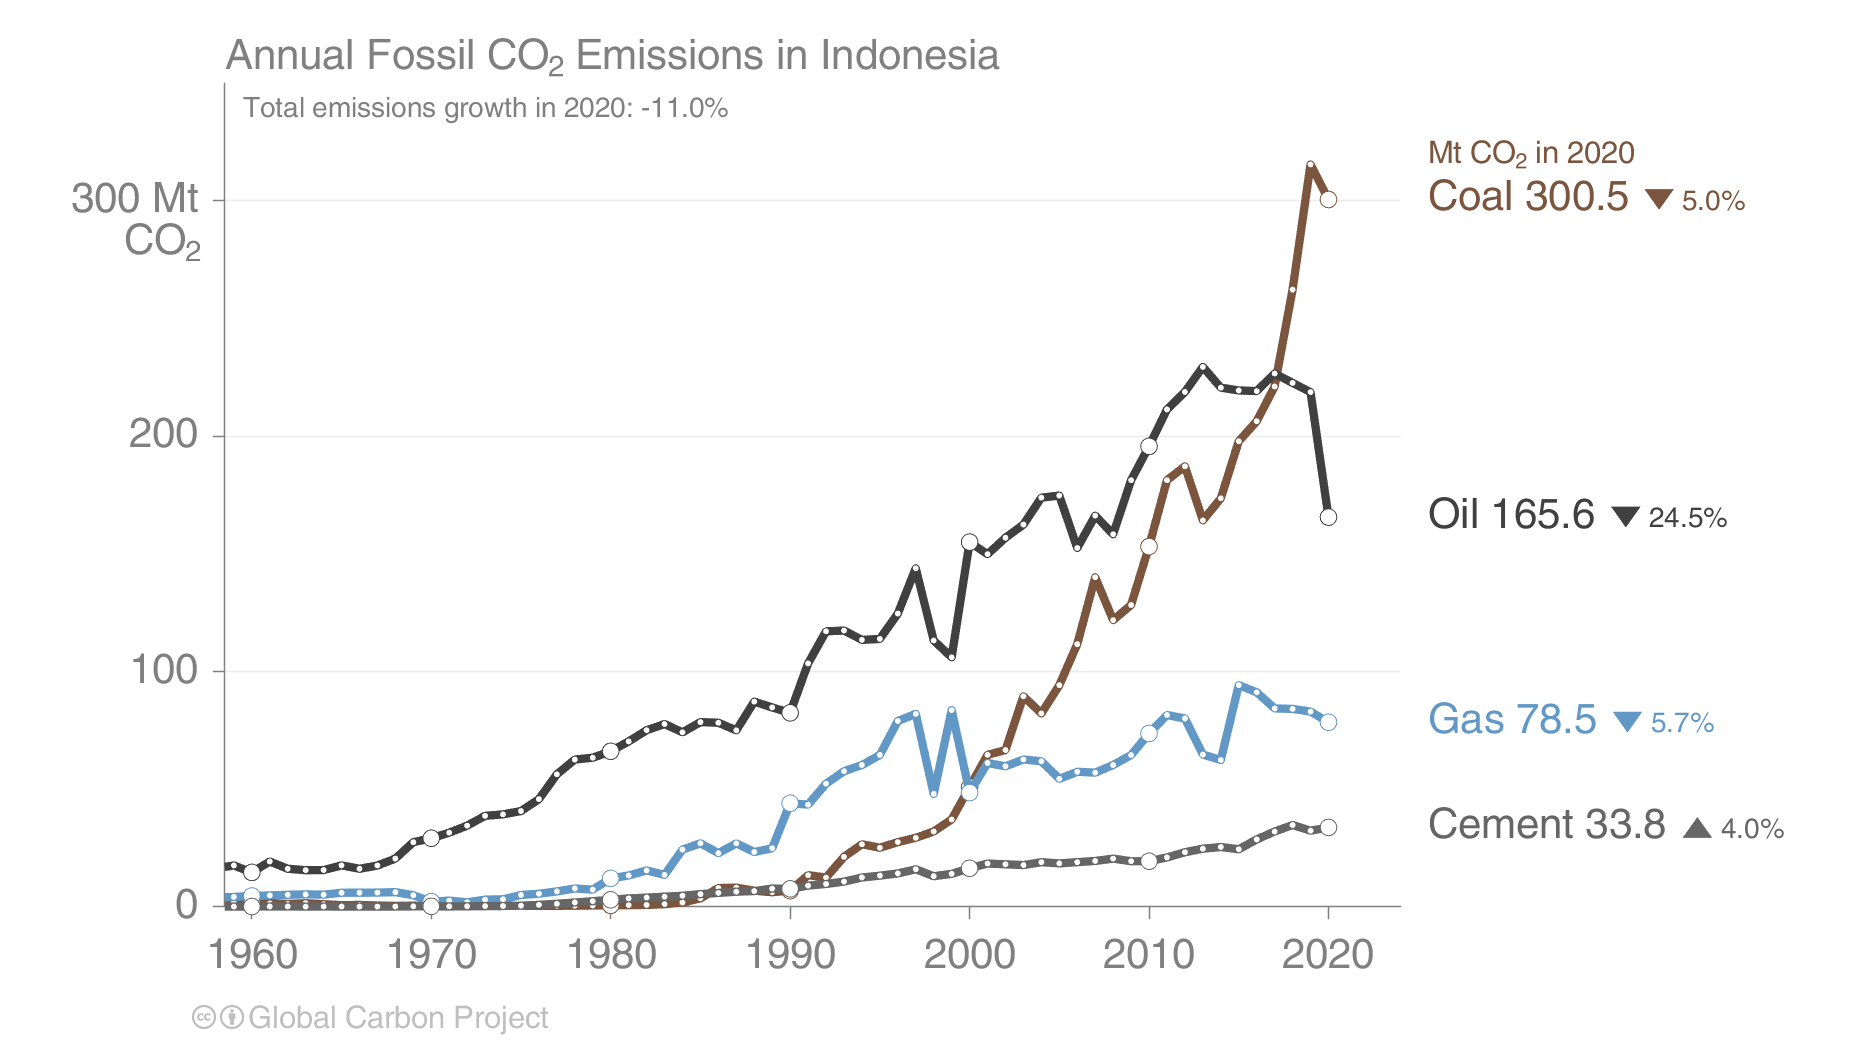 Annual Fossil CO₂ Emissions in Indonesia
Total emissions growth in 2020: -11.0%
300 Mt
CO₂
200
100
0
1960 1970 1980 1990 2000 2010 2020
Mt CO₂ in 2020
Coal 300.5 ▼ 5.0%
Oil 165.6 ▼ 24.5%
Gas 78.5 ▼ 5.7%
Cement 33.8 ▲ 4.0%
cc Global Carbon Project